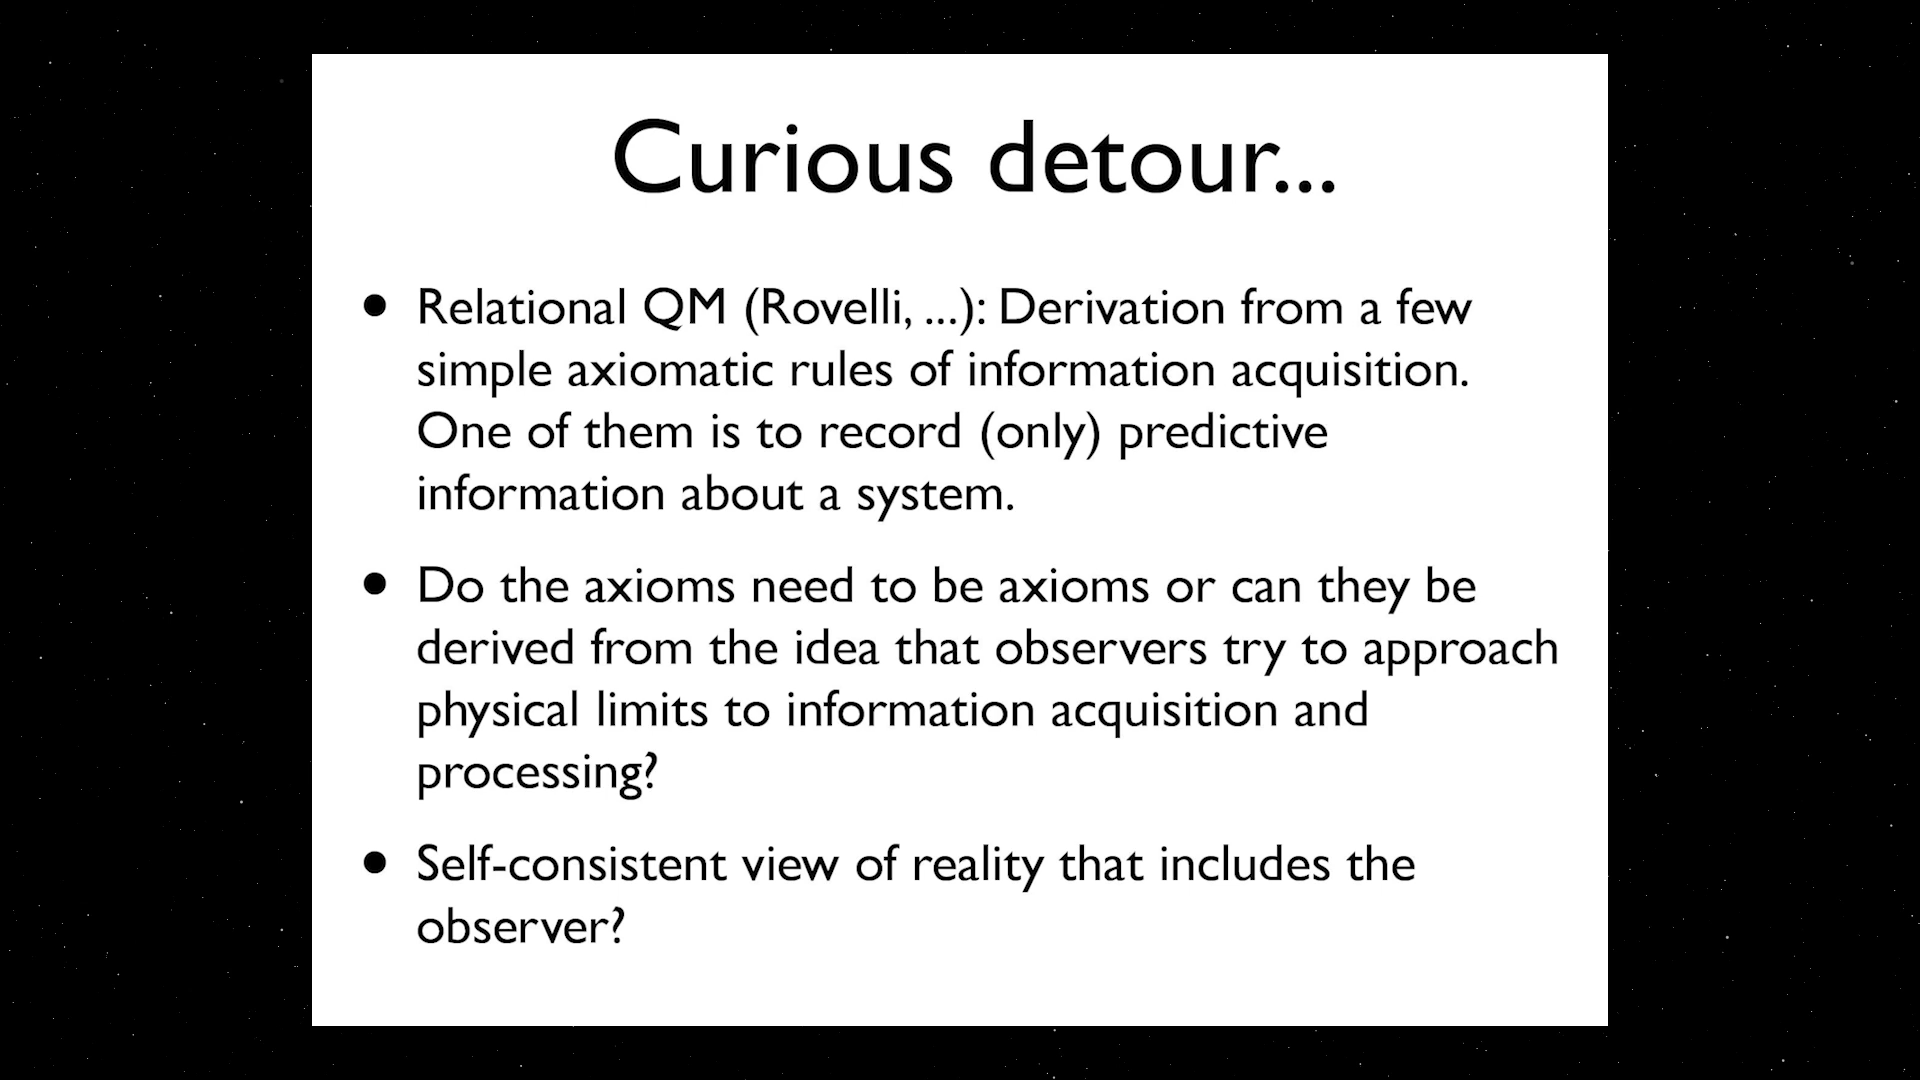 Curious detour...
• Relational QM (Rovelli, ...): Derivation from a few
simple axiomatic rules of information acquisition.
One of them is to record (only) predictive
information about a system.
• Do the axioms need to be axioms or can they be
derived from the idea that observers try to approach
physical limits to information acquisition and
processing?
• Self-consistent view of reality that includes the
observer?